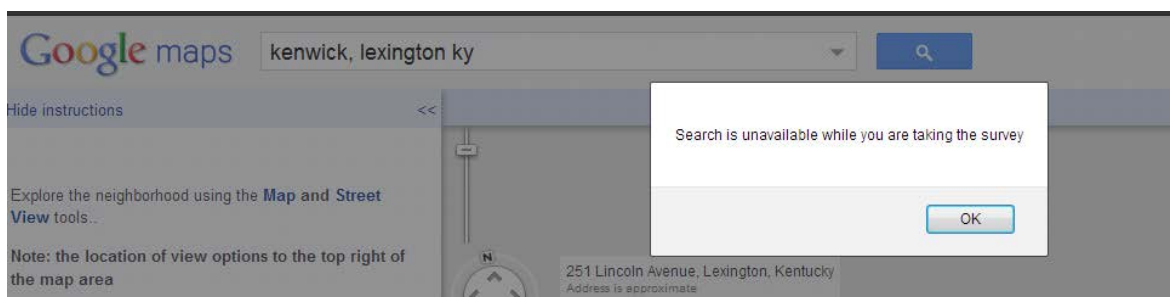 Google maps
kenwick, lexington ky
Hide instructions <<
Search is unavailable while you are taking the survey
OK
Explore the neighborhood using the Map and Street
View tools..
Note: the location of view options to the top right of
the map area
N
251 Lincoln Avenue, Lexington, Kentucky
Address is approximate